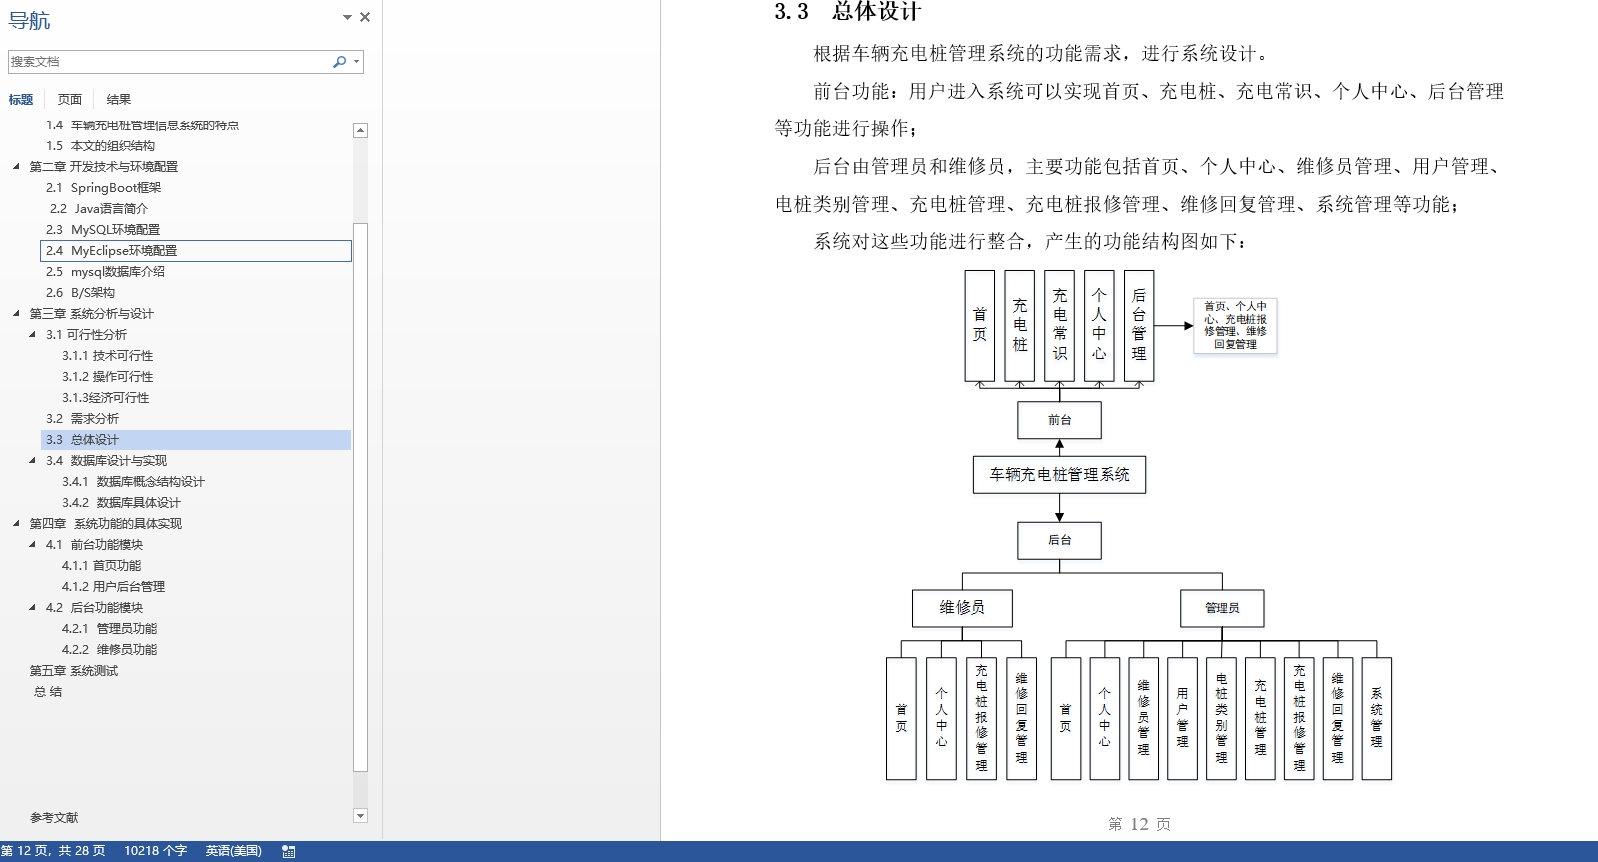 导航
搜索文档
标题 页面 结果
1.4 车辆充电桩管理信息系统的特点
1.5 本文的组织结构
第二章 开发技术与环境配置
2.1 SpringBoot框架
2.2 Java语言简介
2.3 MySQL环境配置
2.4 MyEclipse环境配置
2.5 mysql数据库介绍
2.6 B/S架构
第三章 系统分析与设计
3.1 可行性分析
3.1.1 技术可行性
3.1.2 操作可行性
3.1.3经济可行性
3.2 需求分析
3.3 总体设计
3.4 数据库设计与实现
3.4.1 数据库概念结构设计
3.4.2 数据库具体设计
第四章 系统功能的具体实现
4.1 前台功能模块
4.1.1 首页功能
4.1.2 用户后台管理
4.2 后台功能模块
4.2.1 管理员功能
4.2.2 维修员功能
第五章 系统测试
总 结
参考文献
3.3 总体设计
根据车辆充电桩管理系统的功能需求，进行系统设计。
前台功能：用户进入系统可以实现首页、充电桩、充电常识、个人中心、后台管理
等功能进行操作；
后台由管理员和维修员，主要功能包括首页、个人中心、维修员管理、用户管理、
电桩类别管理、充电桩管理、充电桩报修管理、维修回复管理、系统管理等功能；
系统对这些功能进行整合，产生的功能结构图如下：
首页
充电桩
充电常识
个人中心
后台管理
首页、个人中
心、充电桩报
修管理、维修
回复管理
前台
车辆充电桩管理系统
后台
维修员
管理员
首页
个人中心
充电桩报修管理
维修回复管理
首页
个人中心
维修员管理
用户管理
电桩类别管理
充电桩管理
充电桩报修管理
维修回复管理
系统管理
第 12 页
第 12 页，共 28 页 10218 个字 英语(美国)